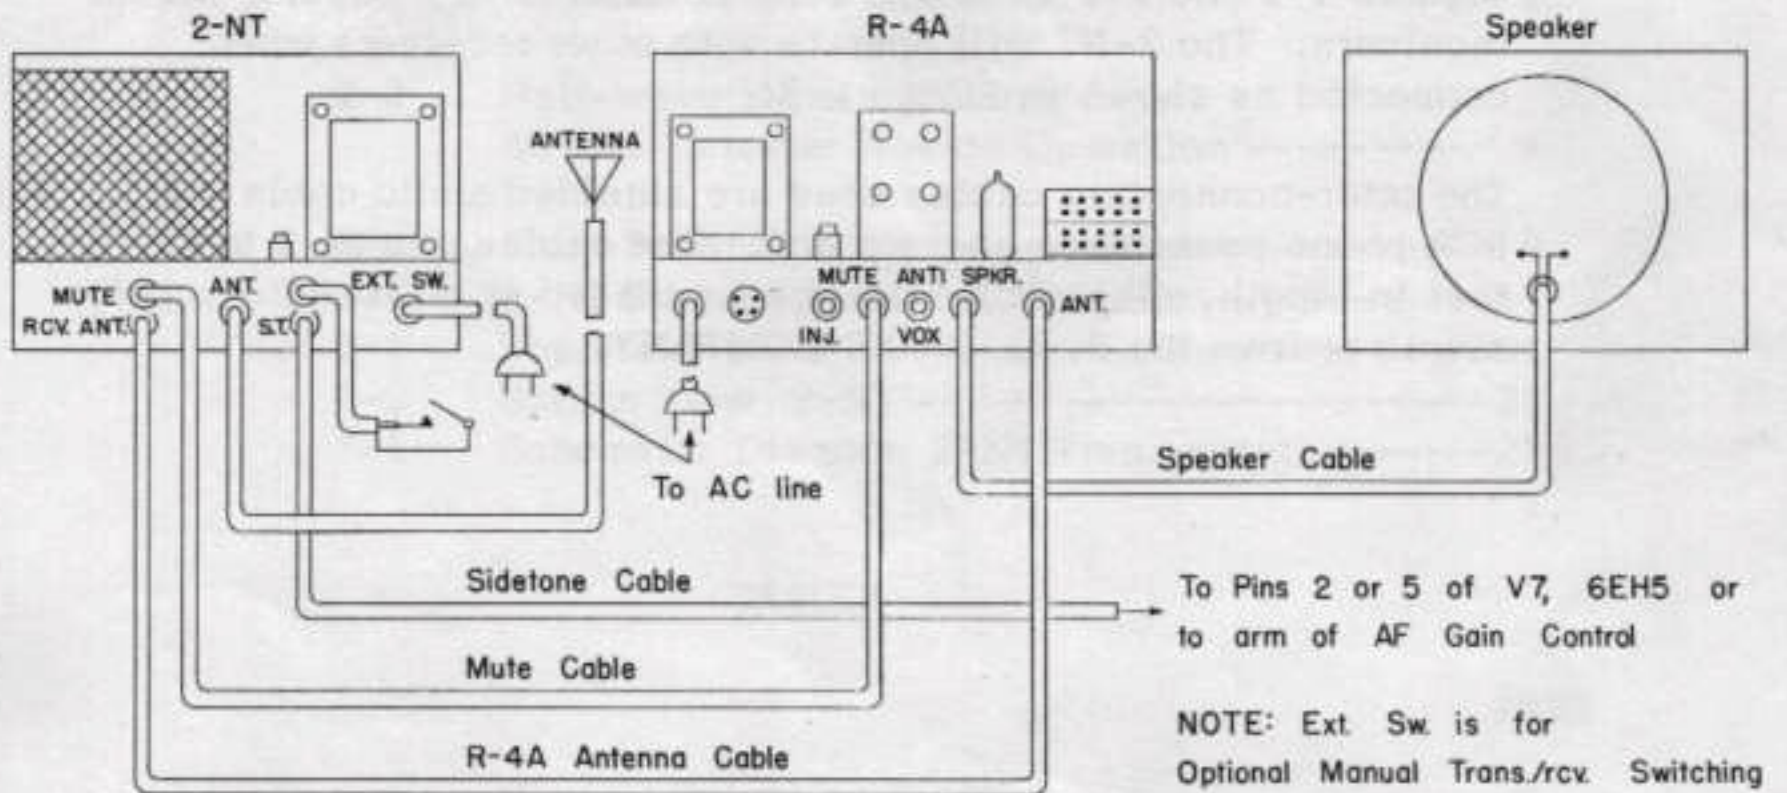 2-NT
R-4A
Speaker
ANTENNA
MUTE
ANT.
EXT. SW.
RCV. ANT.
S.T.
MUTE ANTI SPKR.
ANT.
INJ.
VOX
To AC line
Speaker Cable
Sidetone Cable
To Pins 2 or 5 of V7, 6EH5 or
to arm of AF Gain Control
Mute Cable
R-4A Antenna Cable
NOTE: Ext. Sw. is for
Optional Manual Trans./rcv. Switching